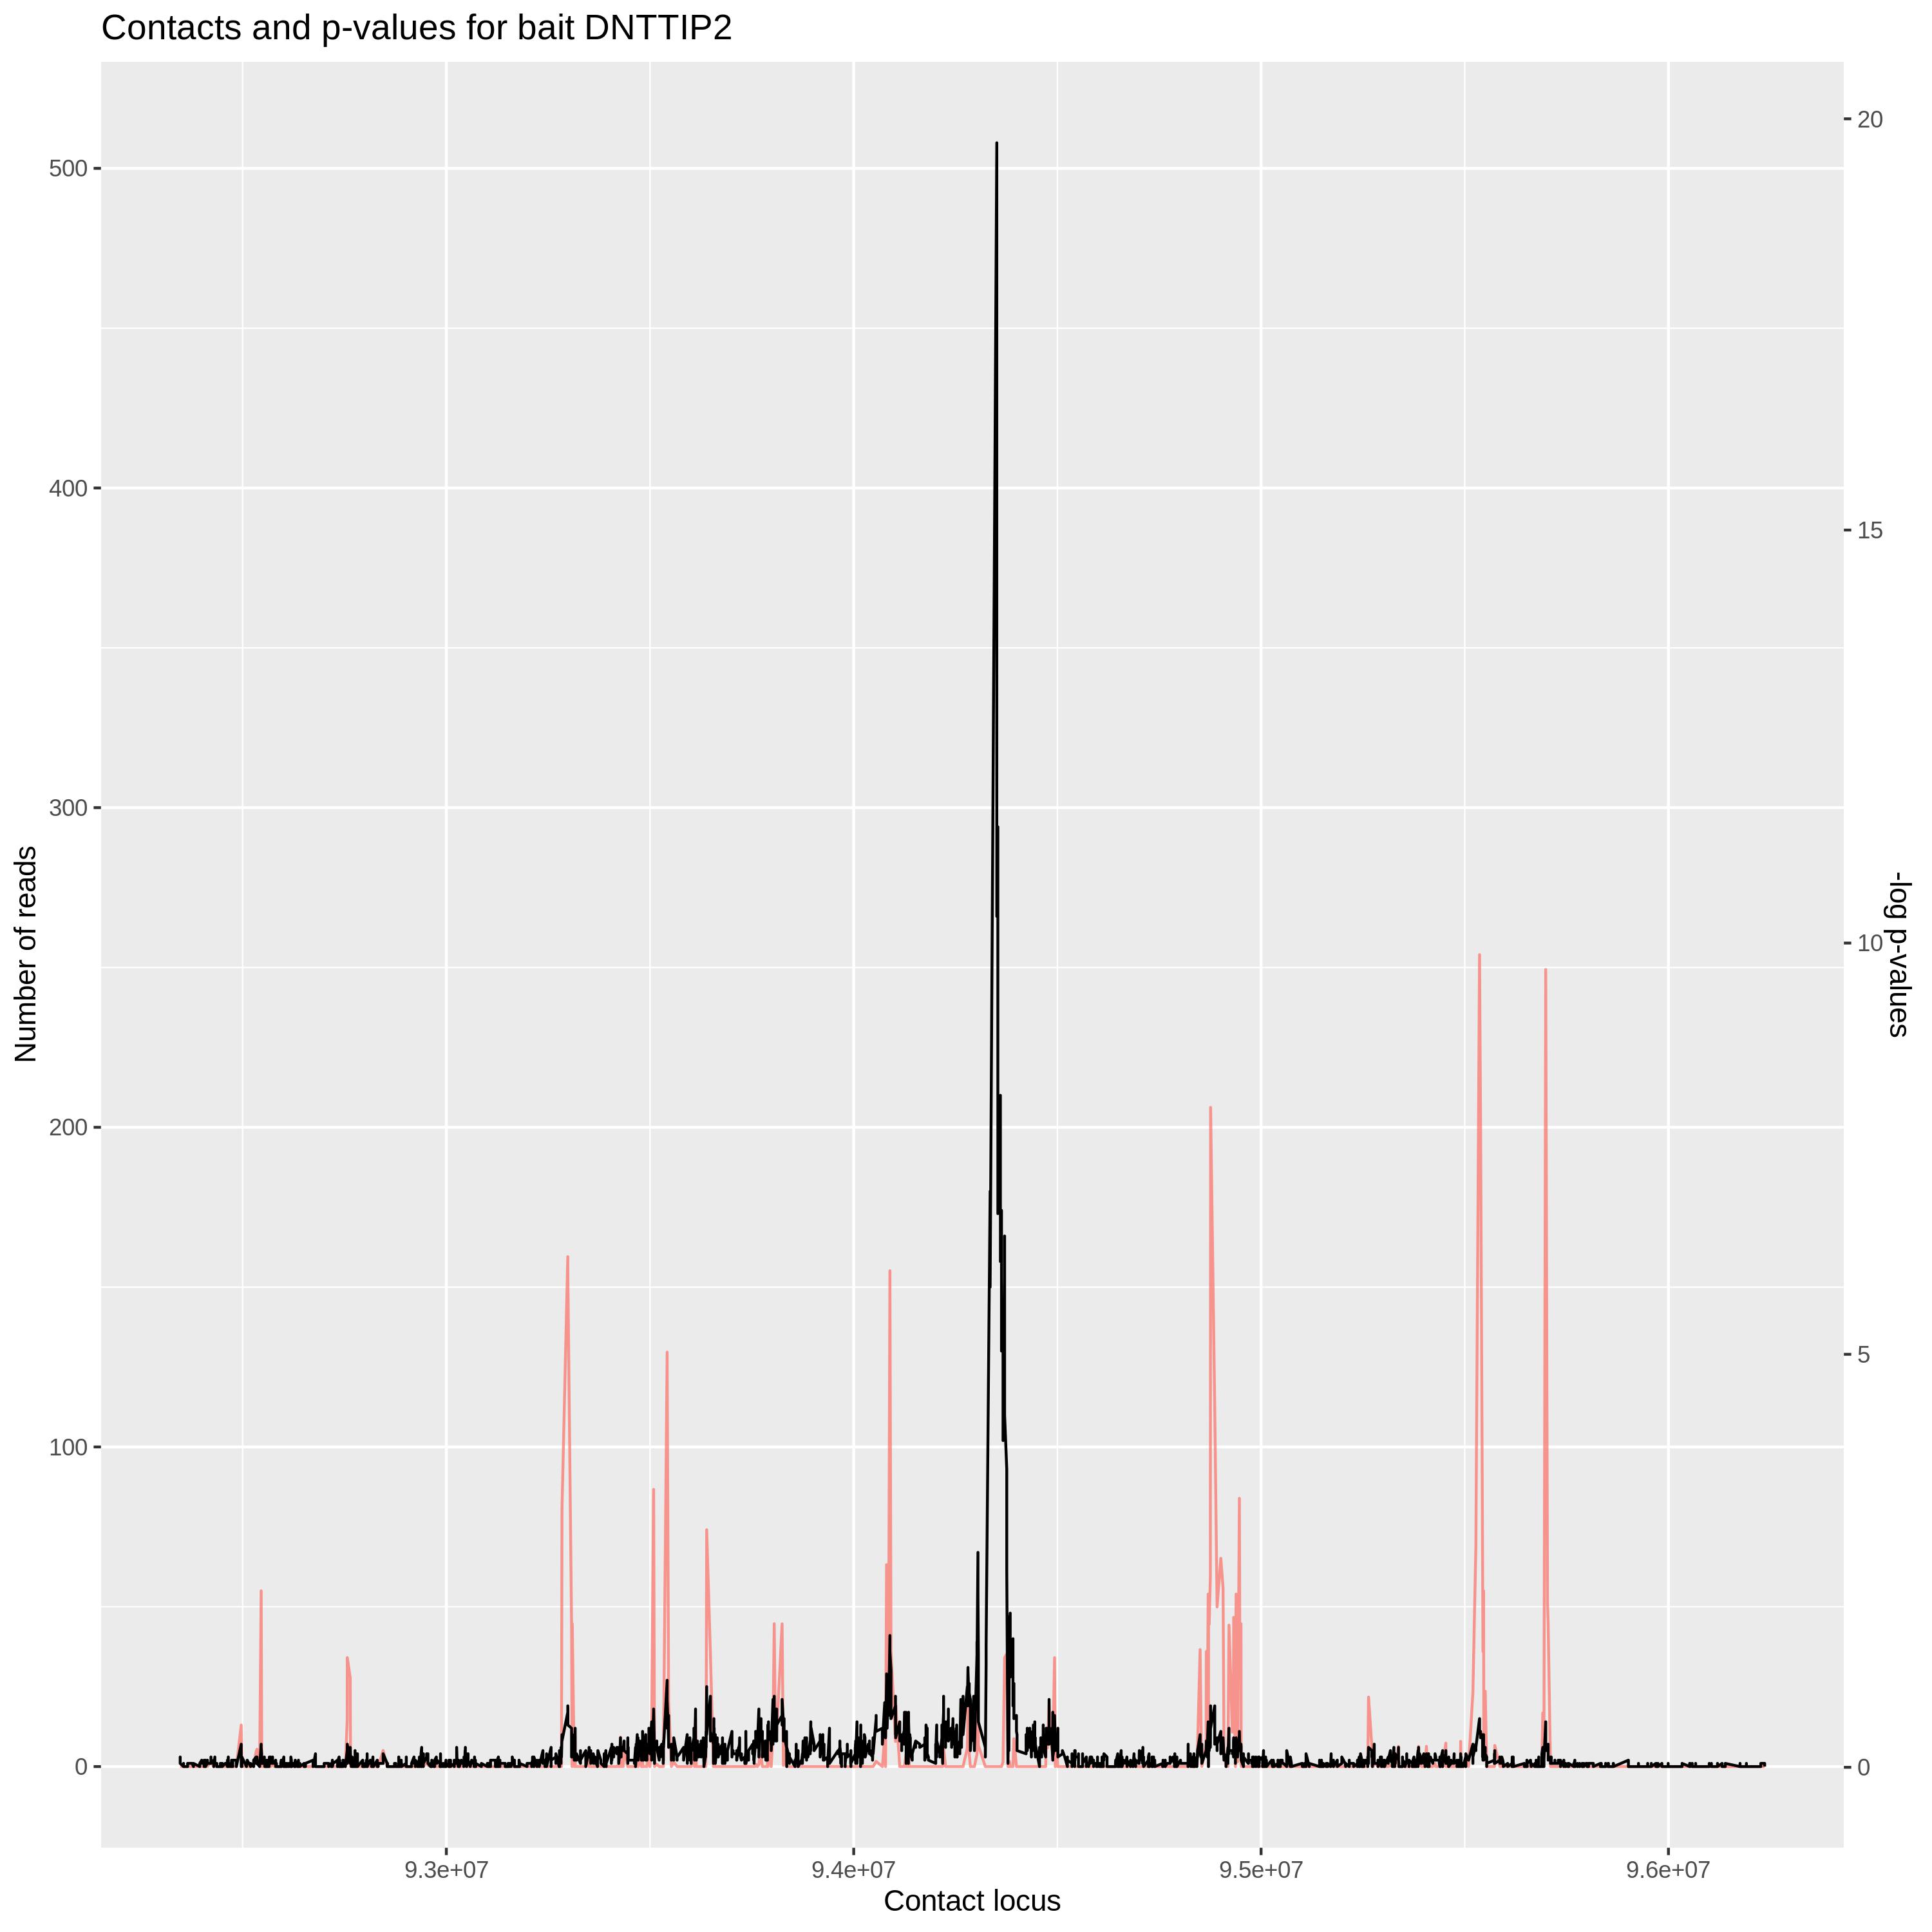 Contacts and p-values for bait DNTTIP2
Number of reads
500
400
300
200
100
0
20
15
10
5
0
-log p-values
9.3e+07 9.4e+07 9.5e+07 9.6e+07
Contact locus